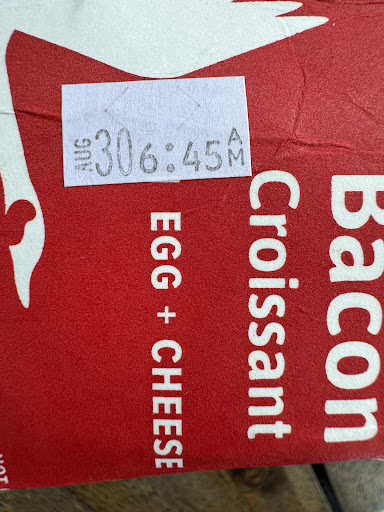 AUG 30 6:45 AM
Bacon
Croissant
EGG + CHEESE